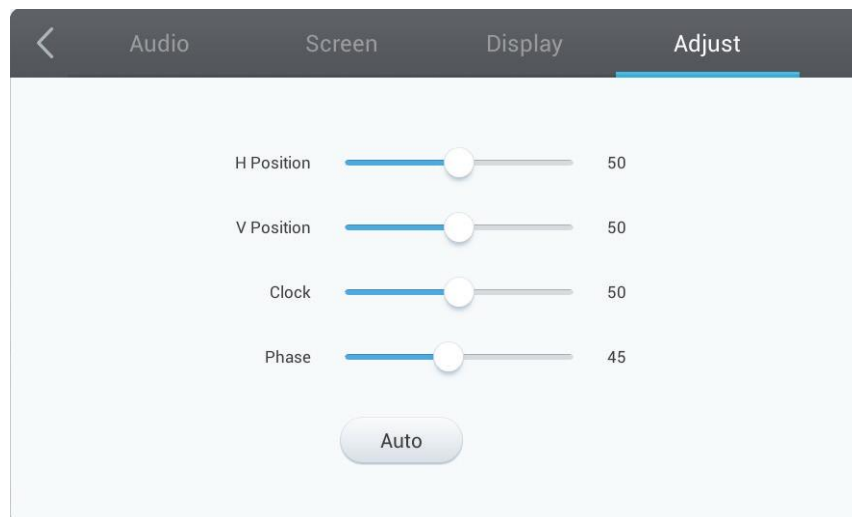 Audio Screen Display Adjust
H Position 50
V Position 50
Clock 50
Phase 45
Auto